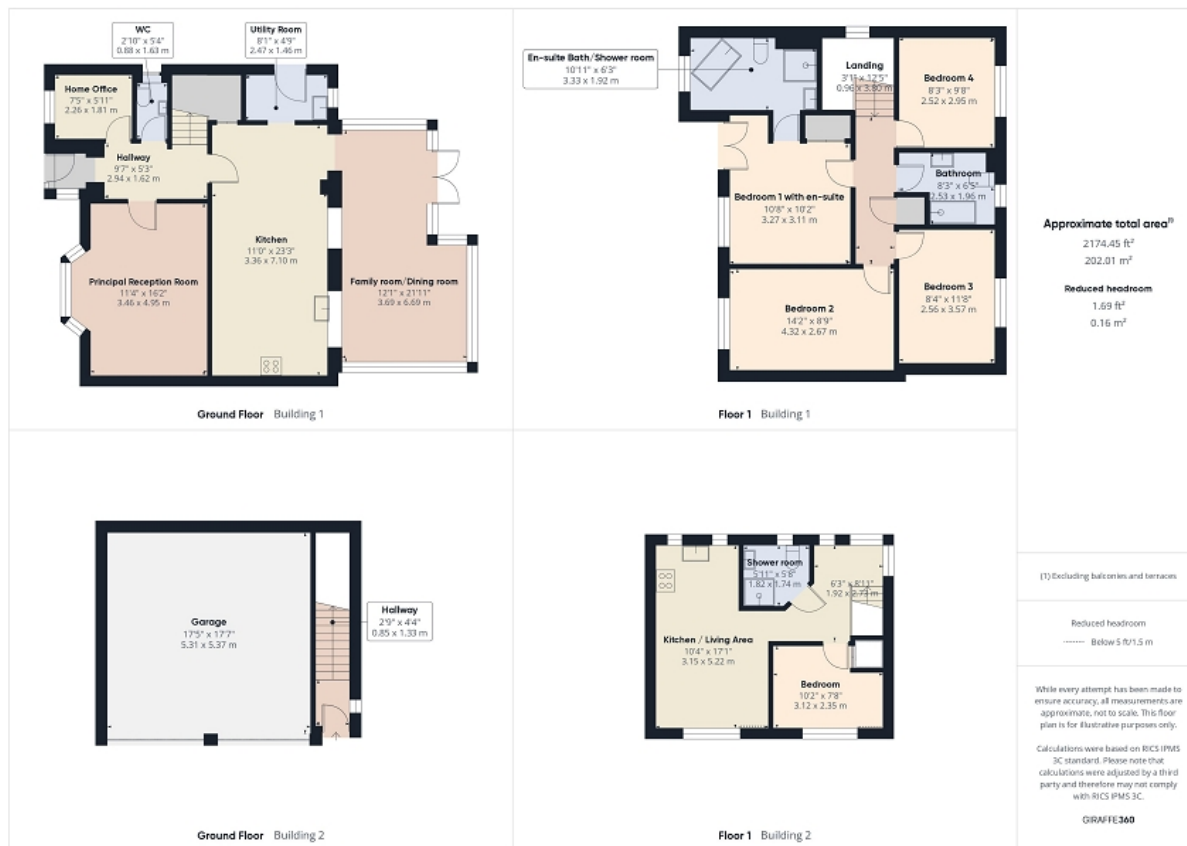 WC
2'10" x 5'4"
0.88 x 1.63 m
Utility Room
8'1" x 4'9"
2.47 x 1.46 m
Home Office
7'5" x 5'11"
2.26 x 1.81 m
Hallway
9'7" x 5'3"
2.94 x 1.62 m
Kitchen
11'0" x 23'3"
3.36 x 7.10 m
Principal Reception Room
11'4" x 16'2"
3.46 x 4.95 m
Family room/Dining room
12'1" x 21'11"
3.69 x 6.69 m
Ground Floor Building 1
En-suite Bath/Shower room
10'11" x 6'3"
3.33 x 1.92 m
Landing
3'1" x 12'5"
0.96 x 3.80 m
Bedroom 4
8'3" x 9'8"
2.52 x 2.95 m
Bathroom
8'3" x 6'5"
2.53 x 1.96 m
Bedroom 1 with en-suite
10'8" x 10'2"
3.27 x 3.11 m
Bedroom 2
14'2" x 8'9"
4.32 x 2.67 m
Bedroom 3
8'4" x 11'8"
2.56 x 3.57 m
Floor 1 Building 1
Approximate total area⁽¹⁾
2174.45 ft²
202.01 m²
Reduced headroom
1.69 ft²
0.16 m²
Garage
17'5" x 17'7"
5.31 x 5.37 m
Hallway
2'9" x 4'4"
0.85 x 1.33 m
Ground Floor Building 2
Shower room
5'11" x 5'8"
1.82 x 1.74 m
6'3" x 8'11"
1.92 x 2.73 m
Kitchen / Living Area
10'4" x 17'1"
3.15 x 5.22 m
Bedroom
10'2" x 7'8"
3.12 x 2.35 m
Floor 1 Building 2
(1) Excluding balconies and terraces
Reduced headroom
Below 5 ft/1.5 m
While every attempt has been made to
ensure accuracy, all measurements are
approximate, not to scale. This floor
plan is for illustrative purposes only.
Calculations were based on RICS IPMS
3C standard. Please note that
calculations were adjusted by a third
party and therefore may not comply
with RICS IPMS 3C.
GIRAFFE360